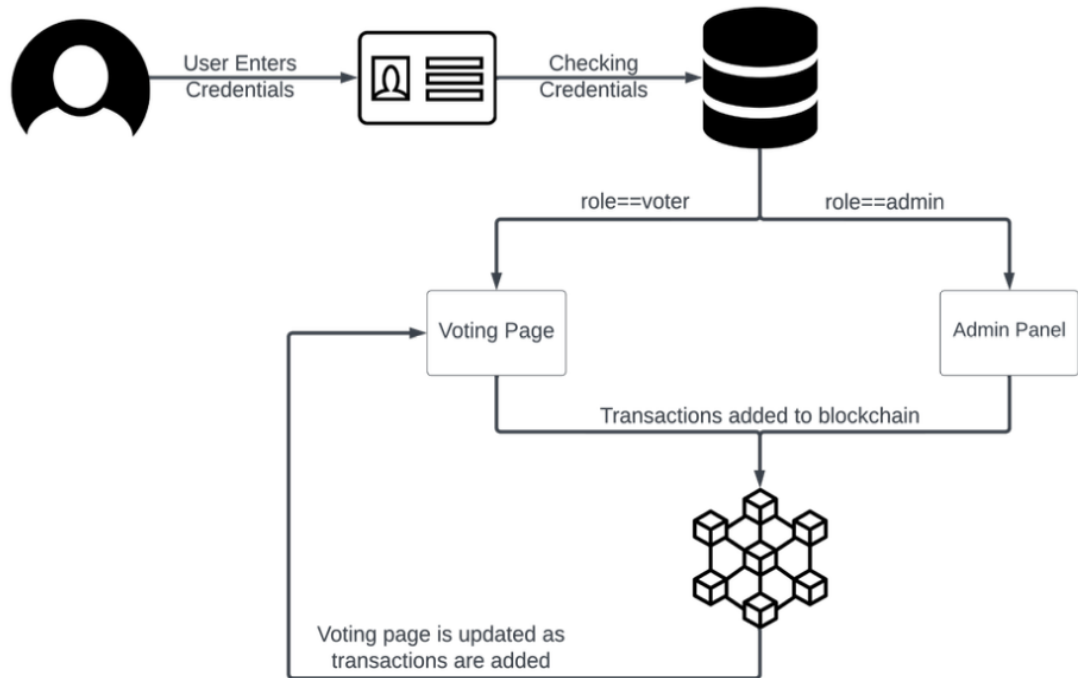 User Enters
Credentials
Checking
Credentials
role==voter
role==admin
Voting Page
Admin Panel
Transactions added to blockchain
Voting page is updated as
transactions are added